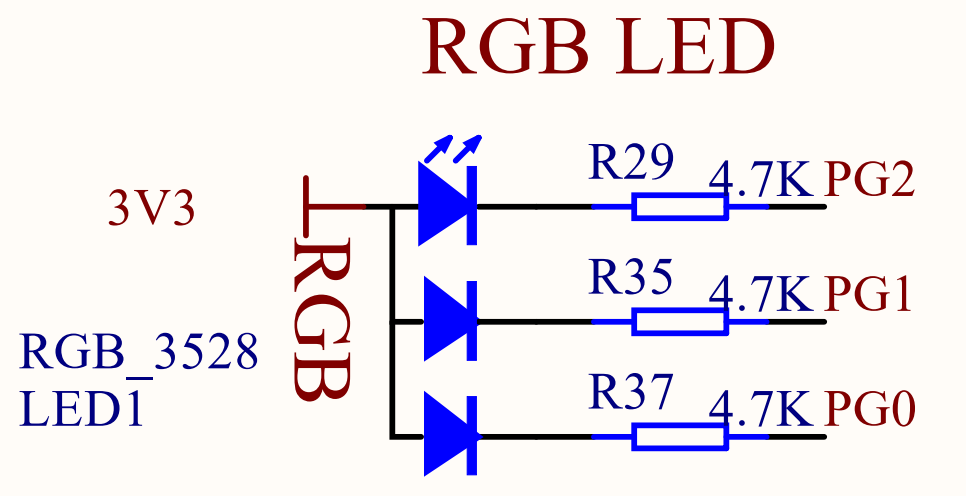 RGB LED
R29
4.7K
PG2
3V3
RGB
R35
4.7K
PG1
RGB_3528
LED1
R37
4.7K
PG0